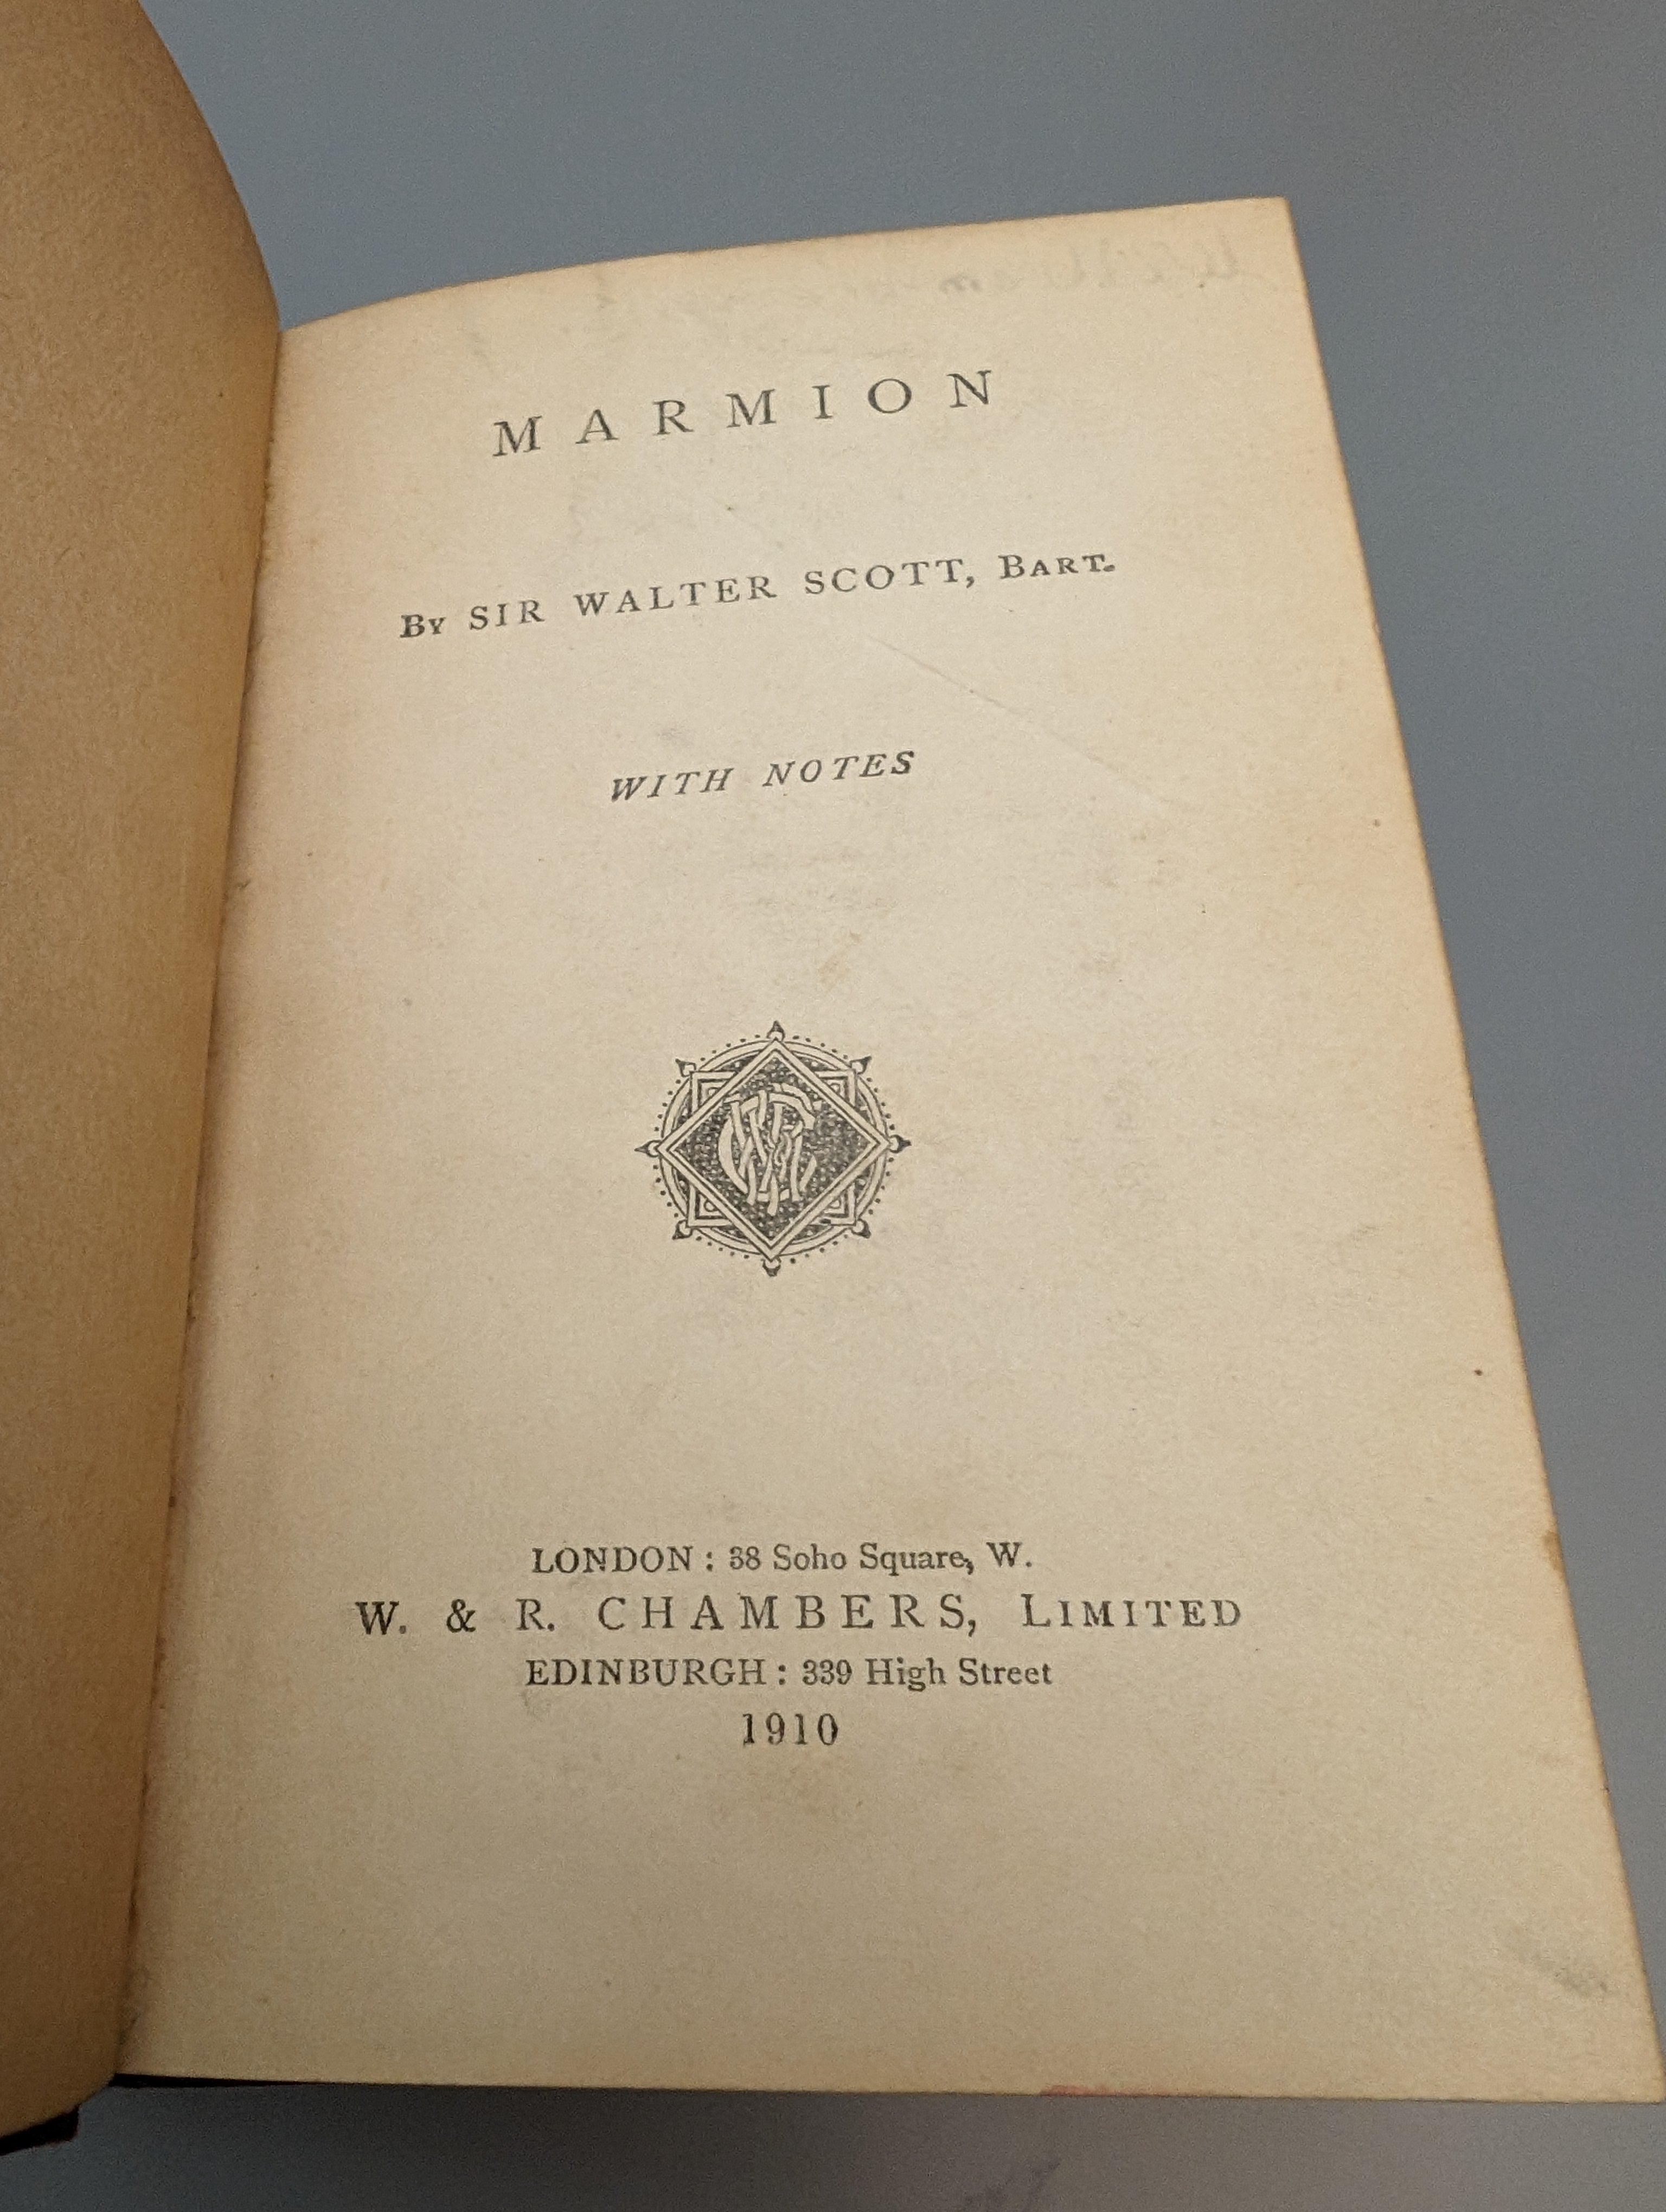 MARMION
By SIR WALTER SCOTT, BART.
WITH NOTES
LONDON: 38 Soho Square, W.
W. & R. CHAMBERS, LIMITED
EDINBURGH: 339 High Street
1910